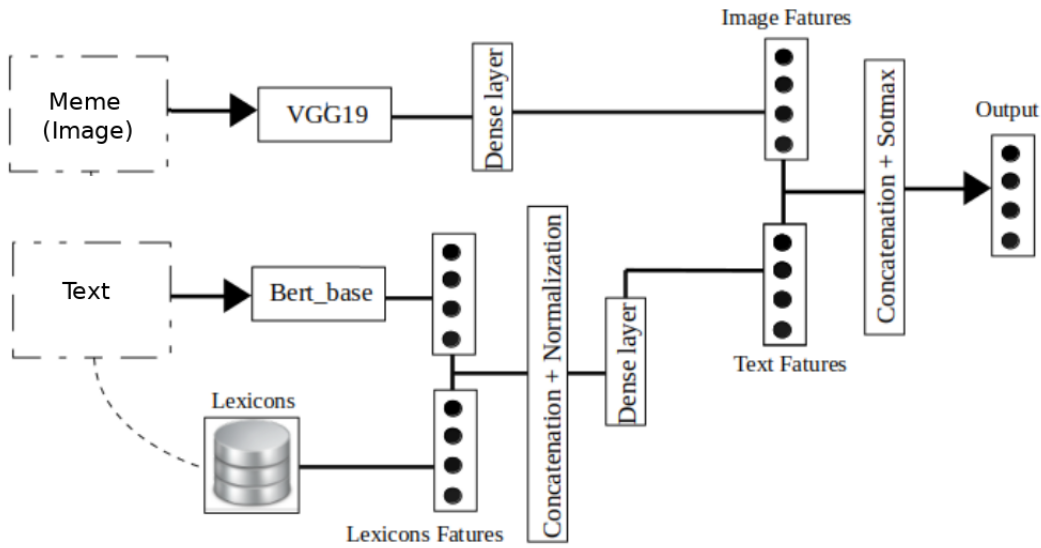 Image Fatures
Meme
(Image)
VGG19
Dense layer
Concatenation + Sotmax
Output
Text
Bert_base
Concatenation + Normalization
Dense layer
Text Fatures
Lexicons
Lexicons Fatures